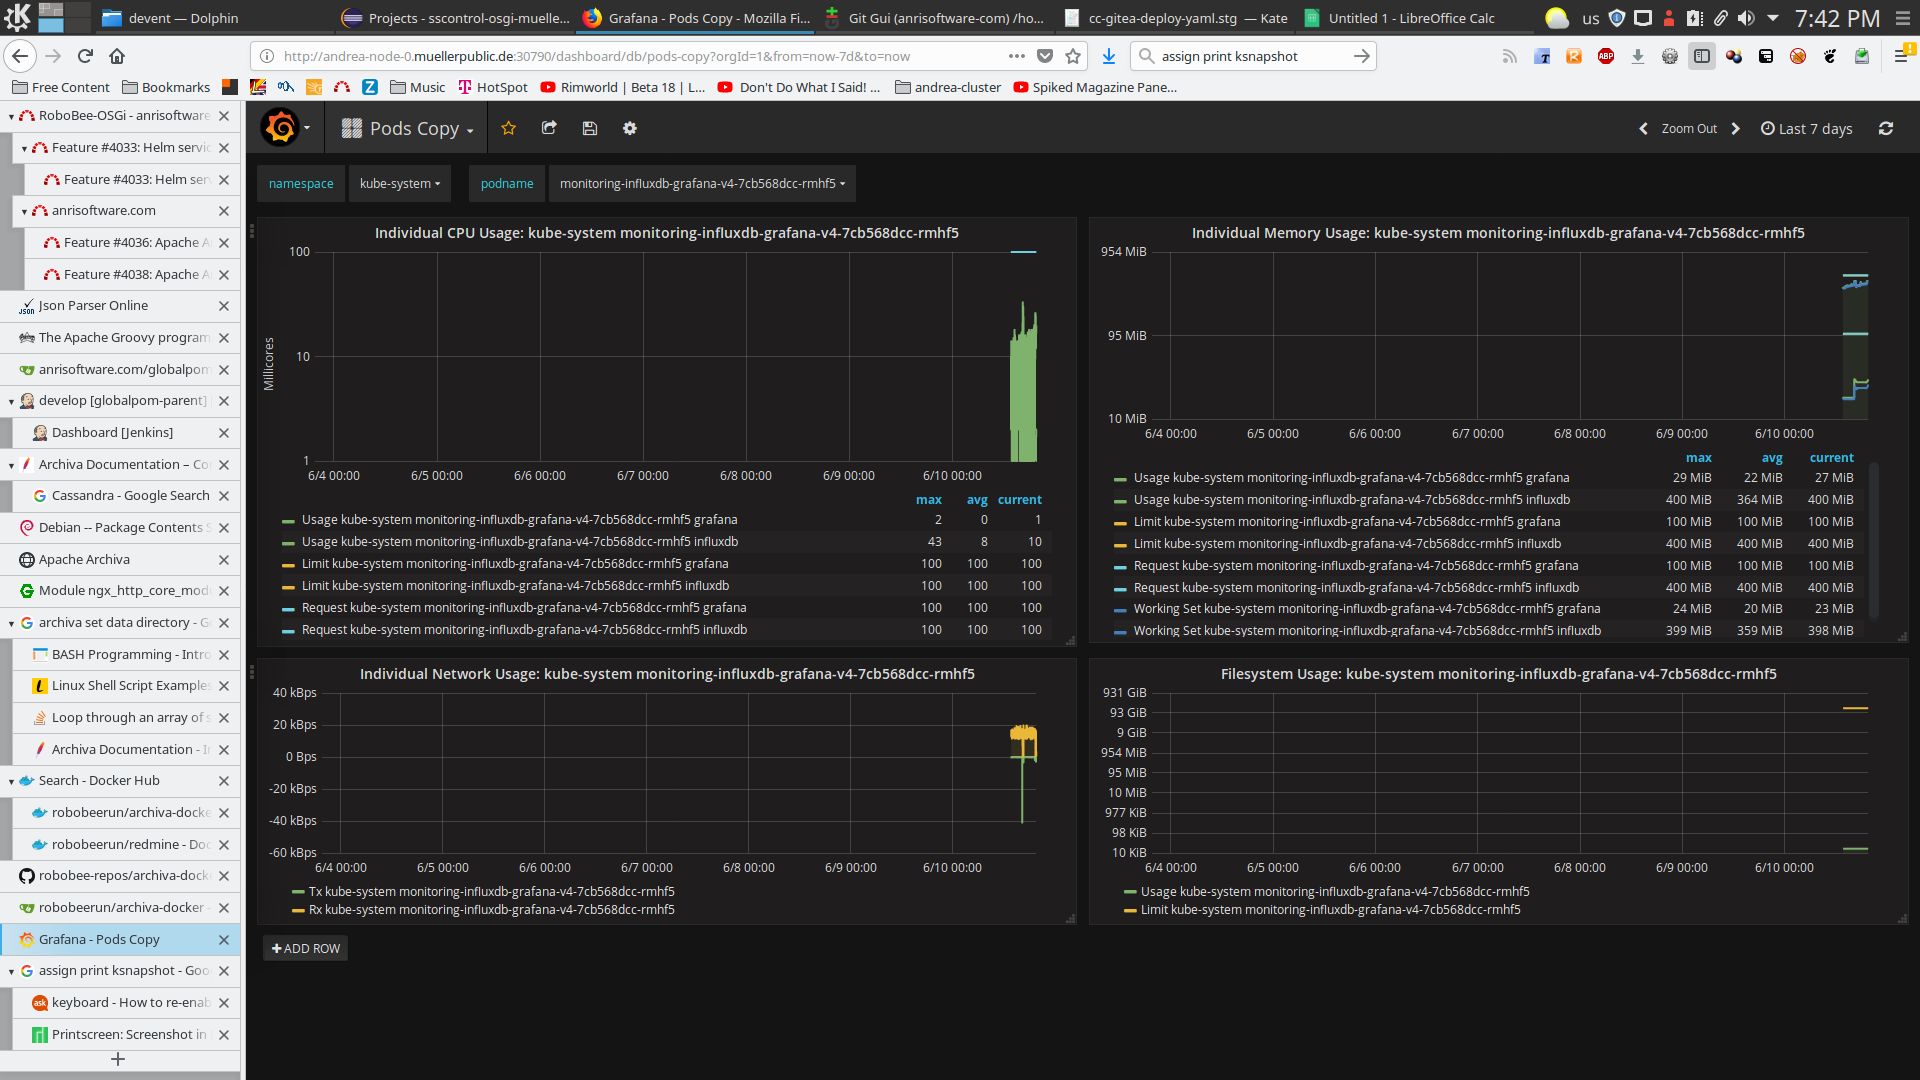 devent — Dolphin
Projects - sscontrol-osgi-muelle...
Grafana - Pods Copy - Mozilla Fi...
Git Gui (anrisoftware-com) /ho...
cc-gitea-deploy-yaml.stg — Kate
Untitled 1 - LibreOffice Calc
us
7:42 PM
http://andrea-node-0.muellerpublic.de:30790/dashboard/db/pods-copy?orgId=1&from=now-7d&to=now
assign print ksnapshot
Free Content
Bookmarks
Music
HotSpot
Rimworld | Beta 18 | L...
Don't Do What I Said! ...
andrea-cluster
Spiked Magazine Pane...
RoboBee-OSGi - anrisoftware
Feature #4033: Helm servic
Feature #4033: Helm ser
anrisoftware.com
Feature #4036: Apache A
Feature #4038: Apache A
Json Parser Online
The Apache Groovy program
anrisoftware.com/globalpom
develop [globalpom-parent]
Dashboard [Jenkins]
Archiva Documentation – Co
Cassandra - Google Search
Debian -- Package Contents S
Apache Archiva
Module ngx_http_core_mod
archiva set data directory - G
BASH Programming - Intro
Linux Shell Script Examples
Loop through an array of s
Archiva Documentation - I
Search - Docker Hub
robobeerun/archiva-docke
robobeerun/redmine - Doc
robobee-repos/archiva-docke
robobeerun/archiva-docker -
Grafana - Pods Copy
assign print ksnapshot - Goo
keyboard - How to re-enab
Printscreen: Screenshot in
Pods Copy
Zoom Out
Last 7 days
namespace
kube-system
podname
monitoring-influxdb-grafana-v4-7cb568dcc-rmhf5
Individual CPU Usage: kube-system monitoring-influxdb-grafana-v4-7cb568dcc-rmhf5
100
10
1
Millicores
6/4 00:00 6/5 00:00 6/6 00:00 6/7 00:00 6/8 00:00 6/9 00:00 6/10 00:00
max avg current
Usage kube-system monitoring-influxdb-grafana-v4-7cb568dcc-rmhf5 grafana 2 0 1
Usage kube-system monitoring-influxdb-grafana-v4-7cb568dcc-rmhf5 influxdb 43 8 10
Limit kube-system monitoring-influxdb-grafana-v4-7cb568dcc-rmhf5 grafana 100 100 100
Limit kube-system monitoring-influxdb-grafana-v4-7cb568dcc-rmhf5 influxdb 100 100 100
Request kube-system monitoring-influxdb-grafana-v4-7cb568dcc-rmhf5 grafana 100 100 100
Request kube-system monitoring-influxdb-grafana-v4-7cb568dcc-rmhf5 influxdb 100 100 100
Individual Memory Usage: kube-system monitoring-influxdb-grafana-v4-7cb568dcc-rmhf5
954 MiB
95 MiB
10 MiB
6/4 00:00 6/5 00:00 6/6 00:00 6/7 00:00 6/8 00:00 6/9 00:00 6/10 00:00
max avg current
Usage kube-system monitoring-influxdb-grafana-v4-7cb568dcc-rmhf5 grafana 29 MiB 22 MiB 27 MiB
Usage kube-system monitoring-influxdb-grafana-v4-7cb568dcc-rmhf5 influxdb 400 MiB 364 MiB 400 MiB
Limit kube-system monitoring-influxdb-grafana-v4-7cb568dcc-rmhf5 grafana 100 MiB 100 MiB 100 MiB
Limit kube-system monitoring-influxdb-grafana-v4-7cb568dcc-rmhf5 influxdb 400 MiB 400 MiB 400 MiB
Request kube-system monitoring-influxdb-grafana-v4-7cb568dcc-rmhf5 grafana 100 MiB 100 MiB 100 MiB
Request kube-system monitoring-influxdb-grafana-v4-7cb568dcc-rmhf5 influxdb 400 MiB 400 MiB 400 MiB
Working Set kube-system monitoring-influxdb-grafana-v4-7cb568dcc-rmhf5 grafana 24 MiB 20 MiB 23 MiB
Working Set kube-system monitoring-influxdb-grafana-v4-7cb568dcc-rmhf5 influxdb 399 MiB 359 MiB 398 MiB
Individual Network Usage: kube-system monitoring-influxdb-grafana-v4-7cb568dcc-rmhf5
40 kBps
20 kBps
0 Bps
-20 kBps
-40 kBps
-60 kBps
6/4 00:00 6/5 00:00 6/6 00:00 6/7 00:00 6/8 00:00 6/9 00:00 6/10 00:00
Tx kube-system monitoring-influxdb-grafana-v4-7cb568dcc-rmhf5
Rx kube-system monitoring-influxdb-grafana-v4-7cb568dcc-rmhf5
Filesystem Usage: kube-system monitoring-influxdb-grafana-v4-7cb568dcc-rmhf5
931 GiB
93 GiB
9 GiB
954 MiB
95 MiB
10 MiB
977 KiB
98 KiB
10 KiB
6/4 00:00 6/5 00:00 6/6 00:00 6/7 00:00 6/8 00:00 6/9 00:00 6/10 00:00
Usage kube-system monitoring-influxdb-grafana-v4-7cb568dcc-rmhf5
Limit kube-system monitoring-influxdb-grafana-v4-7cb568dcc-rmhf5
ADD ROW